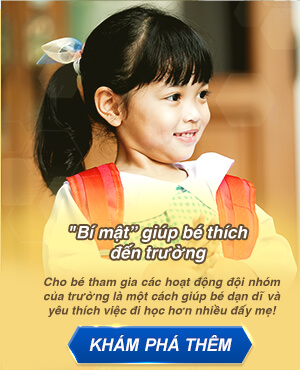 "Bí mật” giúp bé thích
đến trường
Cho bé tham gia các hoạt động đội nhóm
của trường là một cách giúp bé dạn dĩ và
yêu thích việc đi học hơn nhiều đấy mẹ!
KHÁM PHÁ THÊM